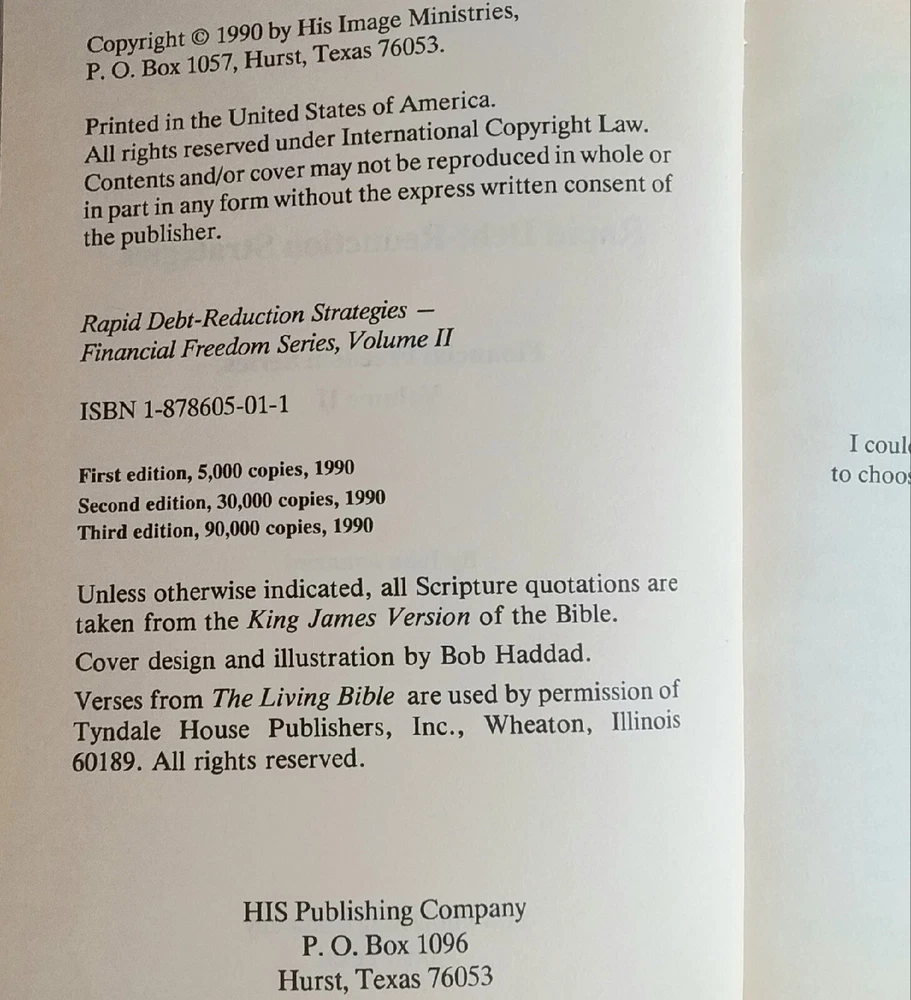 Copyright © 1990 by His Image Ministries,
P. O. Box 1057, Hurst, Texas 76053.
Printed in the United States of America.
All rights reserved under International Copyright Law.
Contents and/or cover may not be reproduced in whole or
in part in any form without the express written consent of
the publisher.
Rapid Debt-Reduction Strategies —
Financial Freedom Series, Volume II
ISBN 1-878605-01-1
First edition, 5,000 copies, 1990
Second edition, 30,000 copies, 1990
Third edition, 90,000 copies, 1990
Unless otherwise indicated, all Scripture quotations are
taken from the King James Version of the Bible.
Cover design and illustration by Bob Haddad.
Verses from The Living Bible are used by permission of
Tyndale House Publishers, Inc., Wheaton, Illinois
60189. All rights reserved.
HIS Publishing Company
P. O. Box 1096
Hurst, Texas 76053
I
to